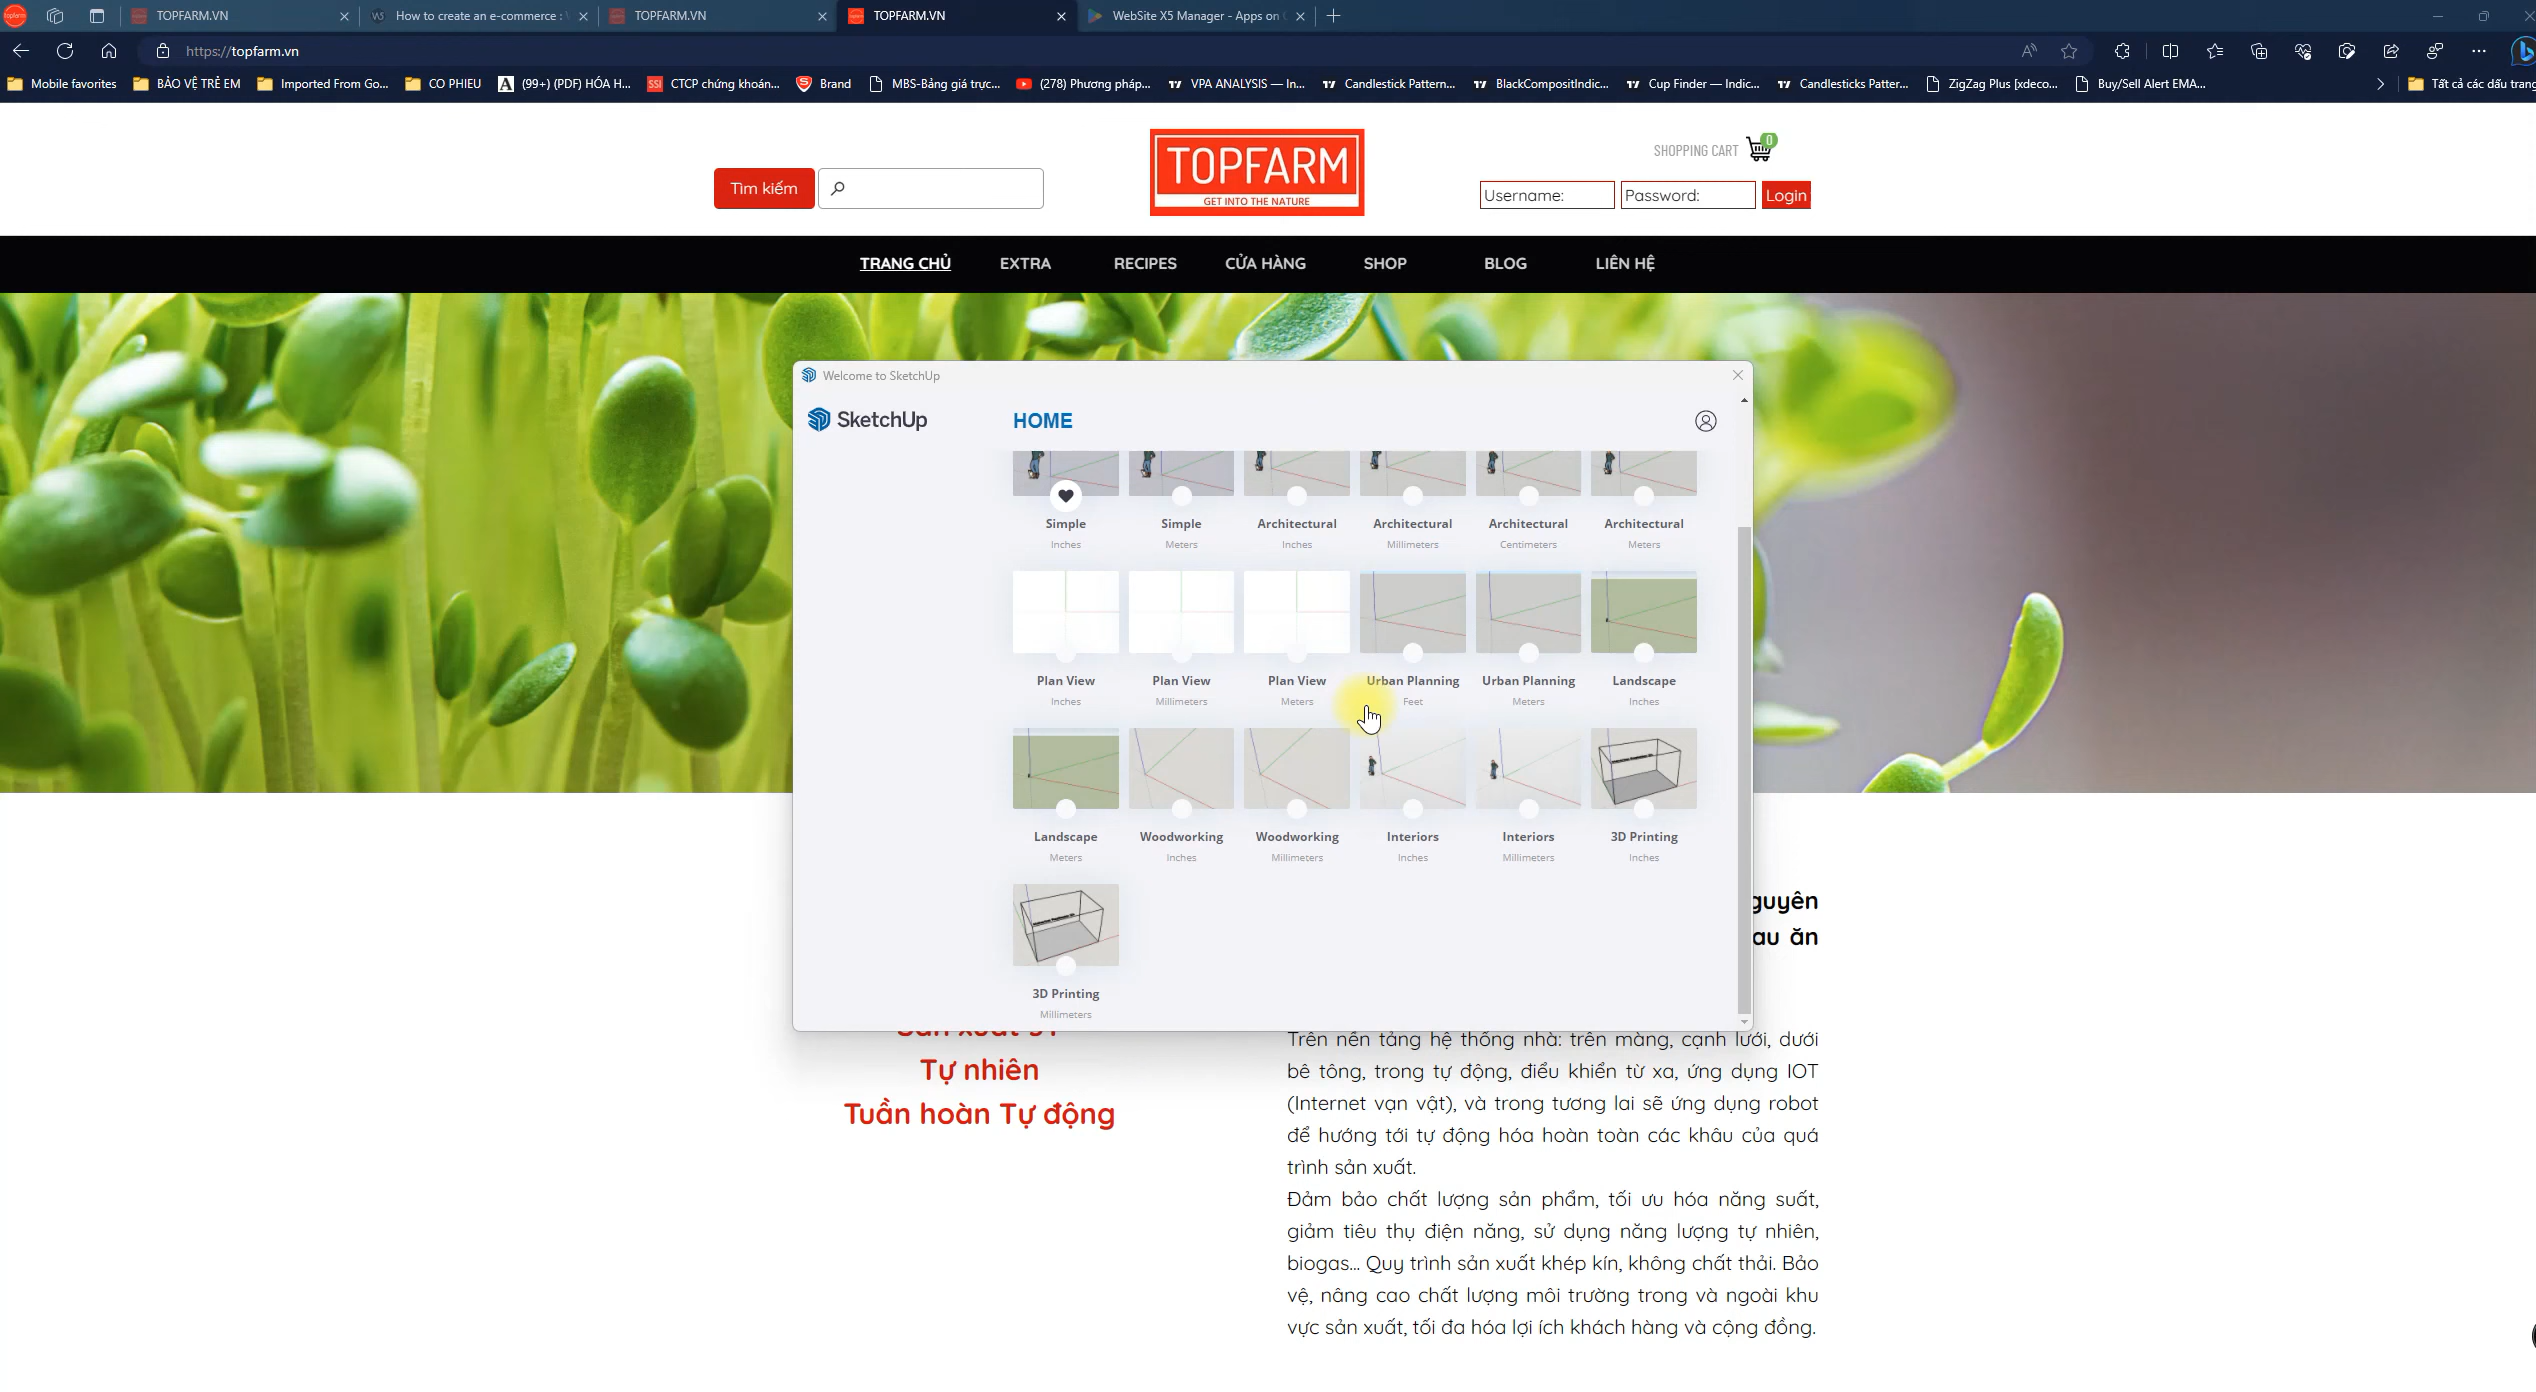 TOPFARM.VN
How to create an e-commerce :
TOPFARM.VN
TOPFARM.VN
WebSite X5 Manager - Apps on
https://topfarm.vn
Mobile favorites
BẢO VỆ TRẺ EM
Imported From Go...
CO PHIEU
(99+) (PDF) HÓA H...
SSI
CTCP chứng khoán...
Brand
MBS-Bảng giá trực...
(278) Phương pháp...
VPA ANALYSIS — In...
Candlestick Pattern...
BlackCompositIndic...
Cup Finder — Indic...
Candlesticks Patter...
ZigZag Plus [xdeco...
Buy/Sell Alert EMA...
Tất cả các dấu trang
Tìm kiếm
TOPFARM
GET INTO THE NATURE
SHOPPING CART
0
Username:
Password:
Login
TRANG CHỦ
EXTRA
RECIPES
CỬA HÀNG
SHOP
BLOG
LIÊN HỆ
Welcome to SketchUp
SketchUp
HOME
Simple
Simple
Architectural
Architectural
Architectural
Architectural
Inches
Meters
Inches
Millimeters
Centimeters
Meters
Plan View
Plan View
Plan View
Urban Planning
Urban Planning
Landscape
Inches
Millimeters
Meters
Feet
Meters
Inches
Landscape
Woodworking
Woodworking
Interiors
Interiors
3D Printing
Meters
Inches
Millimeters
Inches
Millimeters
Inches
3D Printing
Millimeters
guyên
au ăn
Tự nhiên
Tuần hoàn Tự động
Trên nền tảng hệ thống nhà: trên màng, cạnh lưới, dưới
bê tông, trong tự động, điều khiển từ xa, ứng dụng IOT
(Internet vạn vật), và trong tương lai sẽ ứng dụng robot
để hướng tới tự động hóa hoàn toàn các khâu của quá
trình sản xuất.
Đảm bảo chất lượng sản phẩm, tối ưu hóa năng suất,
giảm tiêu thụ điện năng, sử dụng năng lượng tự nhiên,
biogas... Quy trình sản xuất khép kín, không chất thải. Bảo
vệ, nâng cao chất lượng môi trường trong và ngoài khu
vực sản xuất, tối đa hóa lợi ích khách hàng và cộng đồng.